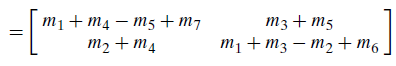 = [ m₁ + m₄ − m₅ + m₇   m₃ + m₅
m₂ + m₄   m₁ + m₃ − m₂ + m₆ ]